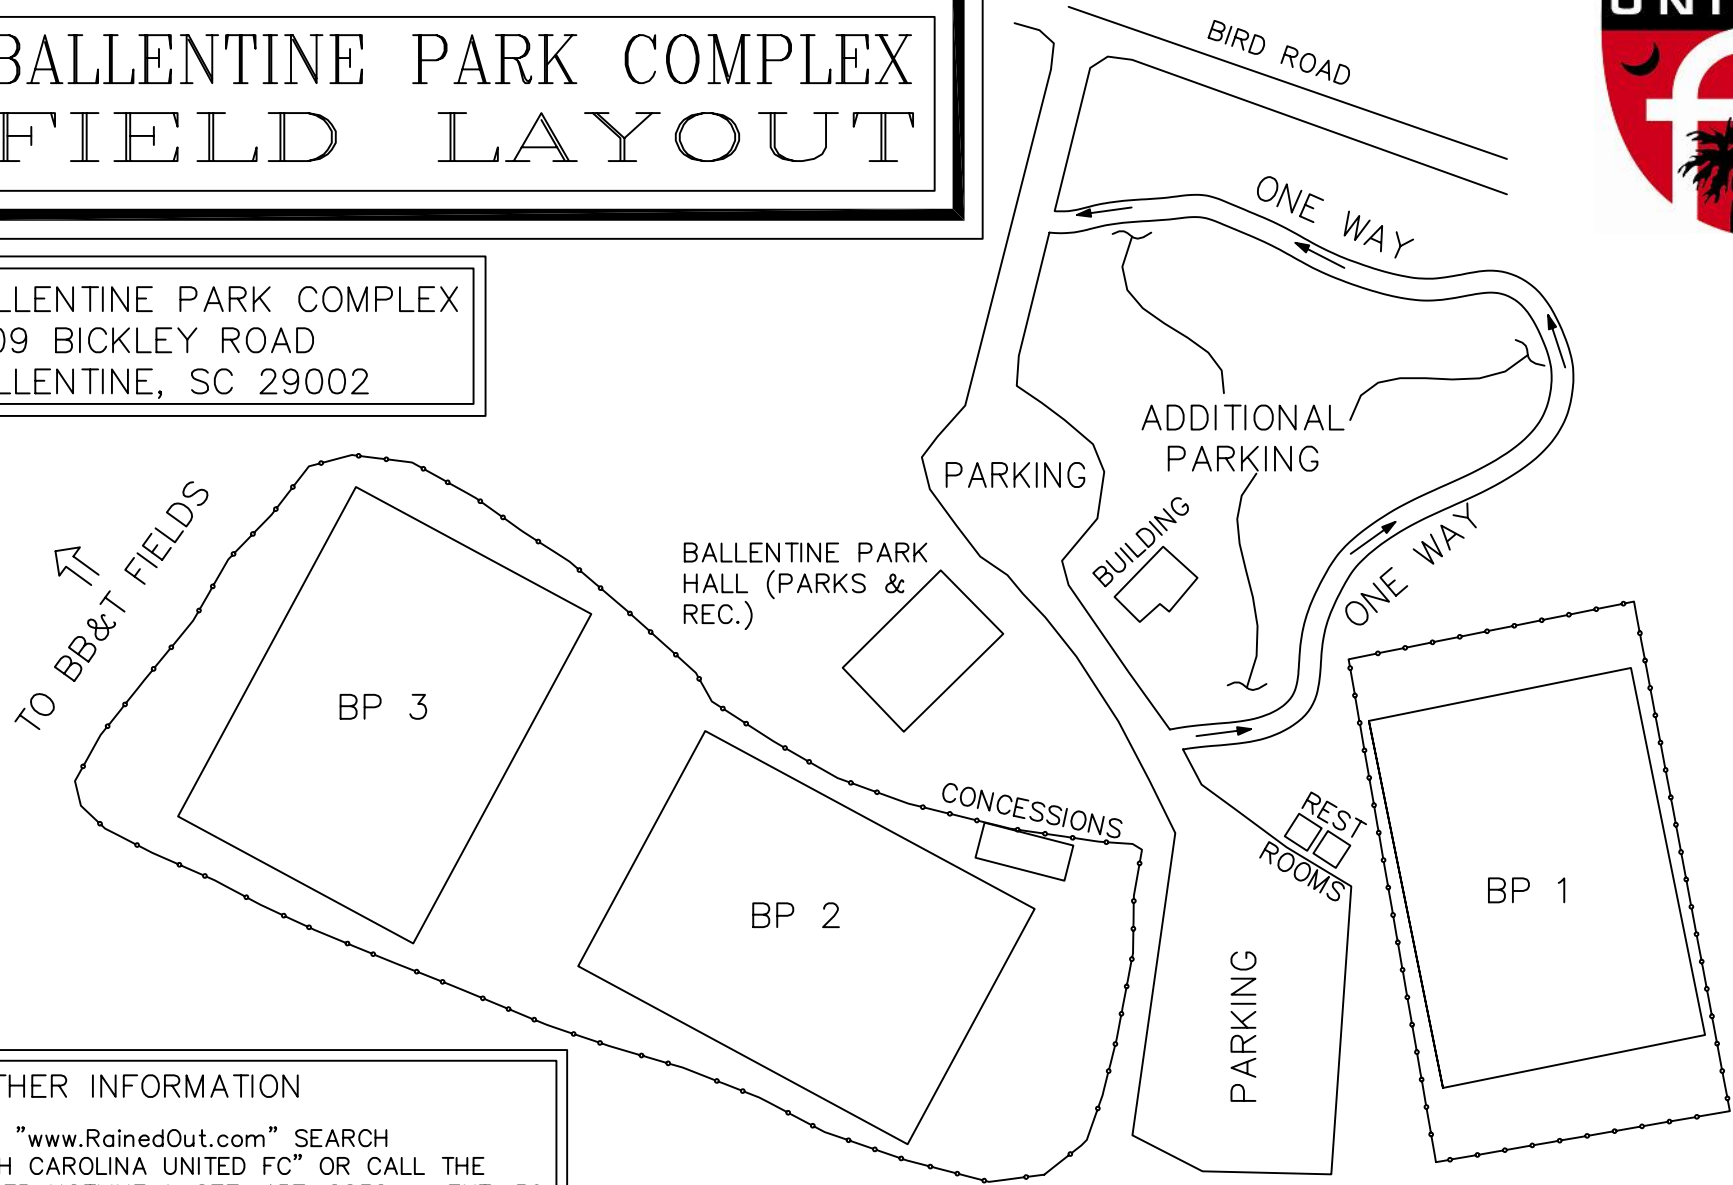 BALLENTINE PARK COMPLEX
FIELD LAYOUT
LLENTINE PARK COMPLEX
09 BICKLEY ROAD
LLENTINE, SC 29002
BIRD ROAD
UNI
f
ONE WAY
ADDITIONAL
PARKING
PARKING
BUILDING
ONE WAY
TO BB&T FIELDS
BALLENTINE PARK
HALL (PARKS &
REC.)
BP 3
CONCESSIONS
REST
ROOMS
BP 2
BP 1
PARKING
THER INFORMATION
"www.RainedOut.com" SEARCH
H CAROLINA UNITED FC" OR CALL THE